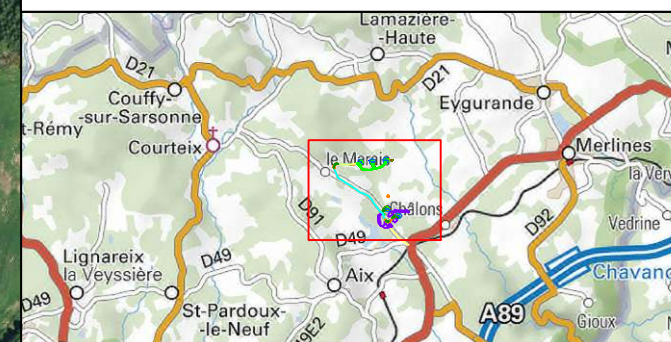 Lamazière-
-Haute
D21
D21
Couffy-
-sur-Sarsonne
Eygurande
t-Rémy
Courteix
Merlines
le Marais
la Very
Châlons
D91
D92
Vedrine
D49
Lignareix
la Veyssière
D49
Aix
Chavano
D49
St-Pardoux-
-le-Neuf
A89
Gioux
49E2